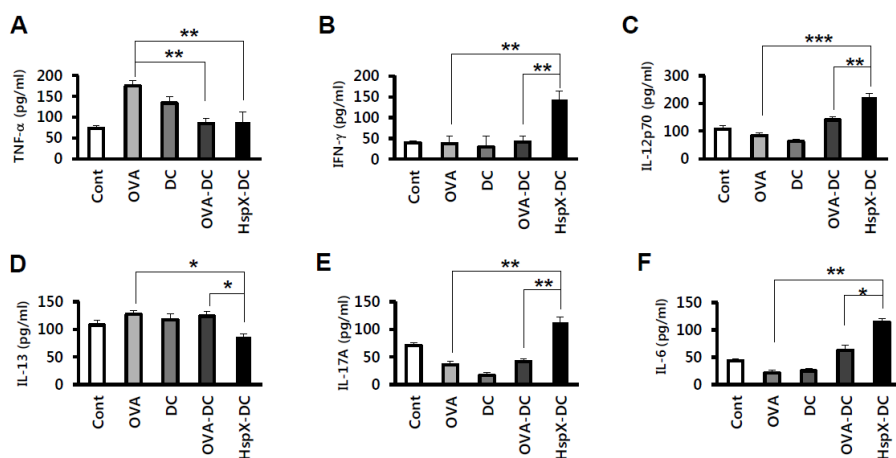 A
TNF-α (pg/ml)
200
150
100
50
0
**
**
Cont
OVA
DC
OVA-DC
HspX-DC
B
IFN-γ (pg/ml)
200
150
100
50
0
**
**
Cont
OVA
DC
OVA-DC
HspX-DC
C
IL-12p70 (pg/ml)
300
200
100
0
***
**
Cont
OVA
DC
OVA-DC
HspX-DC
D
IL-13 (pg/ml)
150
100
50
0
*
*
Cont
OVA
DC
OVA-DC
HspX-DC
E
IL-17A (pg/ml)
150
100
50
0
**
**
Cont
OVA
DC
OVA-DC
HspX-DC
F
IL-6 (pg/ml)
150
100
50
0
**
*
Cont
OVA
DC
OVA-DC
HspX-DC